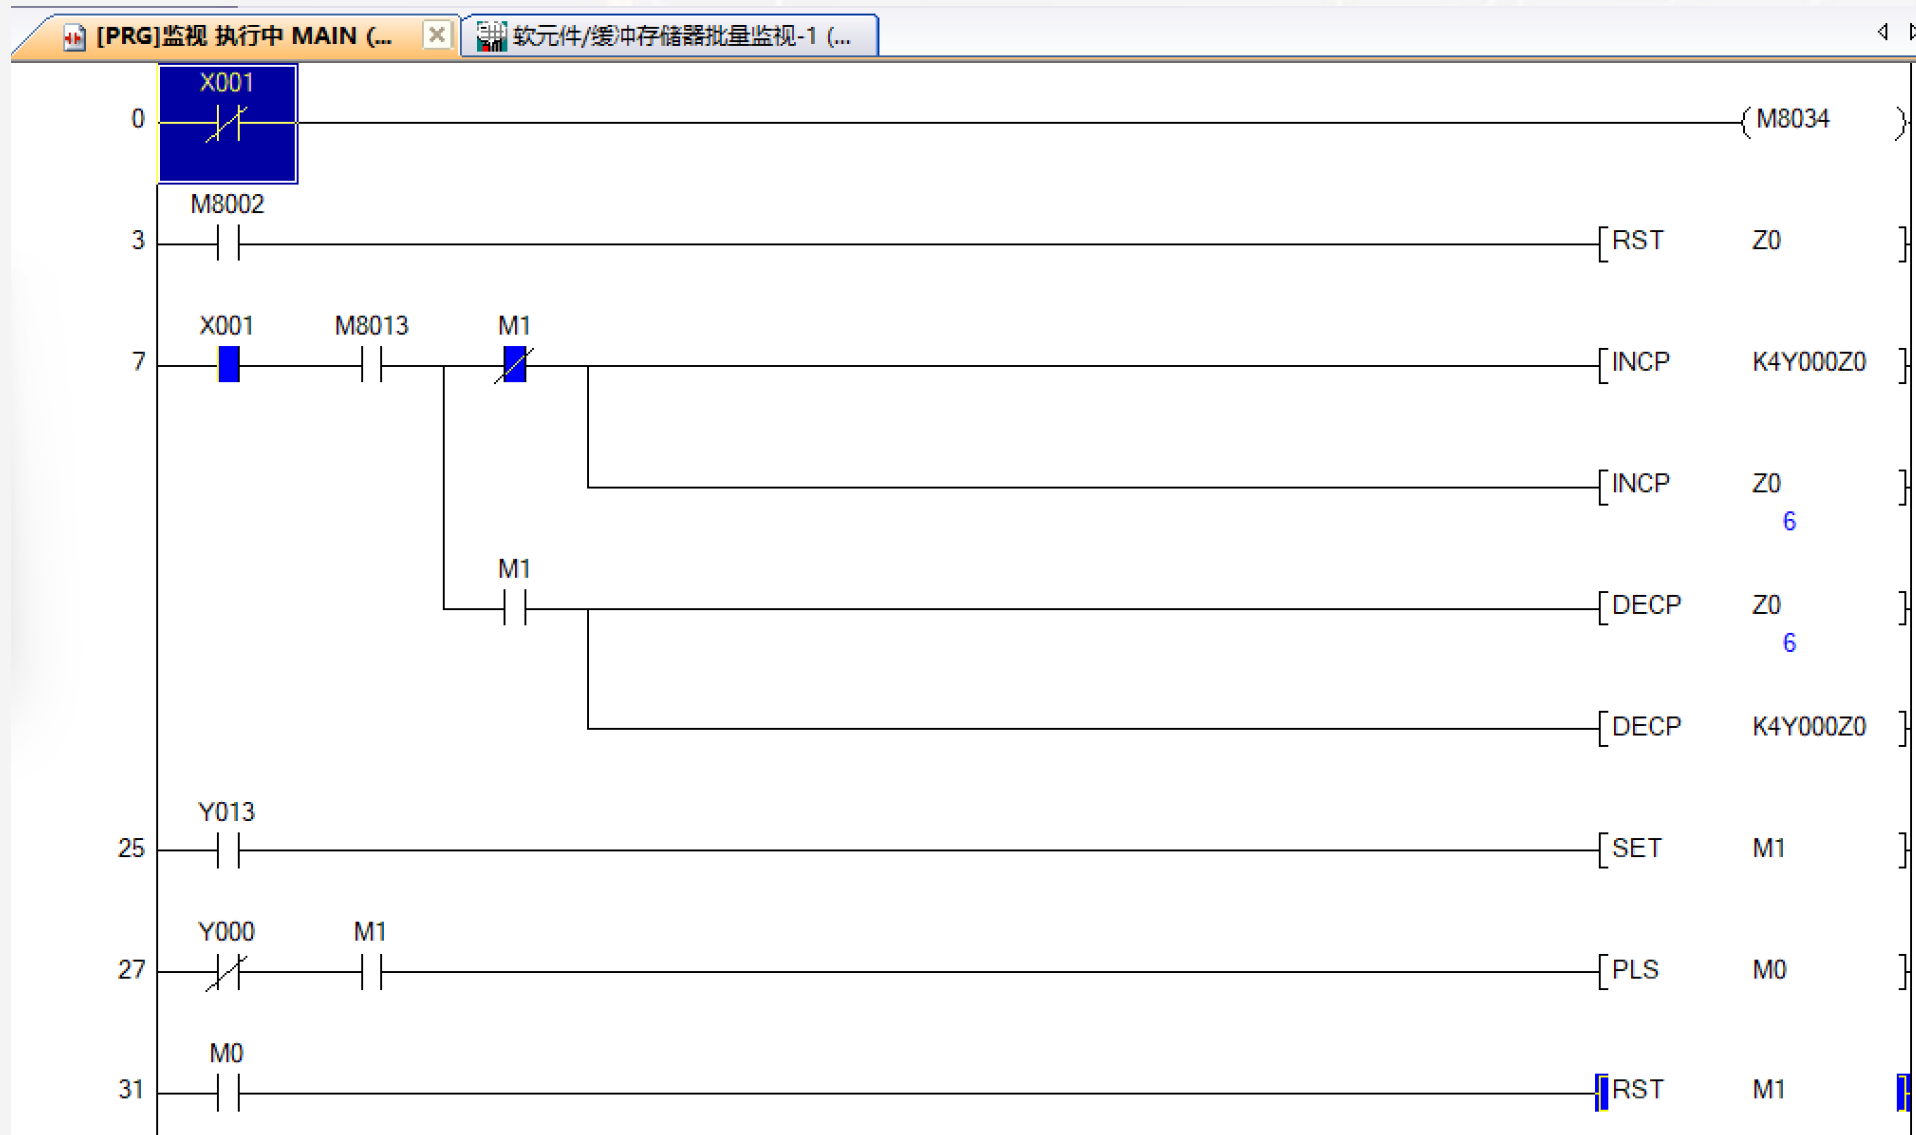 [PRG]监视 执行中 MAIN (... 软元件/缓冲存储器批量监视-1 (...
X001
0 M8034
M8002
3 RST Z0
X001 M8013 M1
7 INCP K4Y000Z0
INCP Z0
6
M1
DECP Z0
6
DECP K4Y000Z0
Y013
25 SET M1
Y000 M1
27 PLS M0
M0
31 RST M1